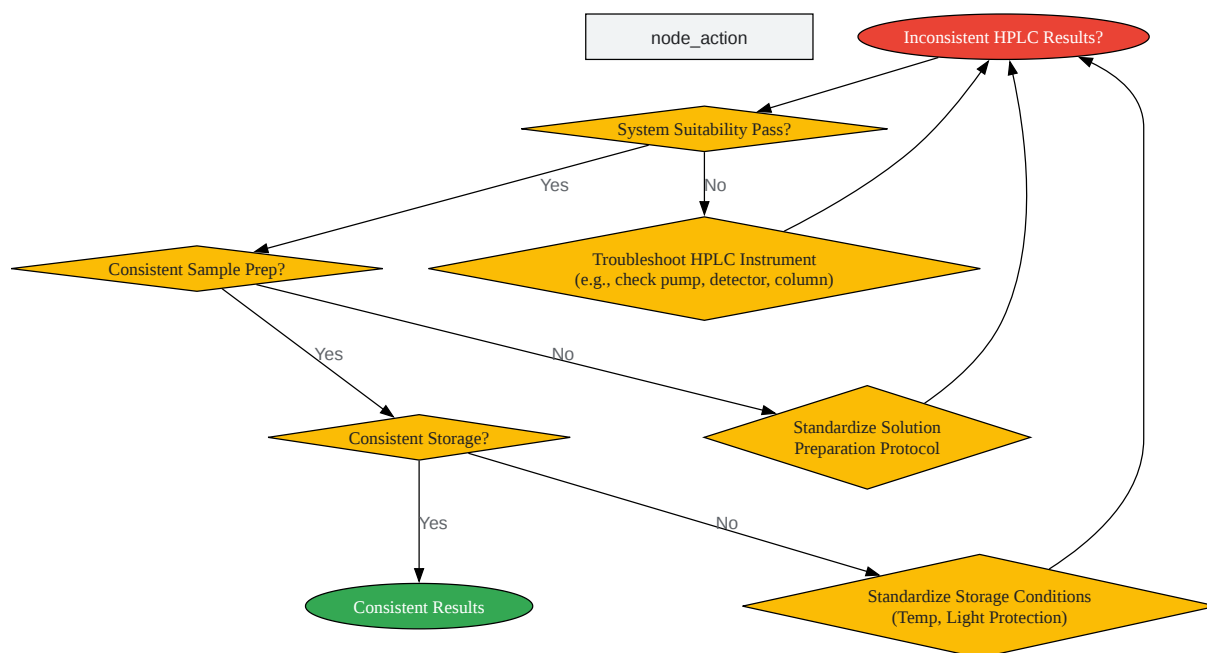 node_action
Inconsistent HPLC Results?
System Suitability Pass?
Yes
No
Consistent Sample Prep?
Troubleshoot HPLC Instrument
(e.g., check pump, detector, column)
Yes
No
Consistent Storage?
Standardize Solution
Preparation Protocol
Yes
No
Consistent Results
Standardize Storage Conditions
(Temp, Light Protection)